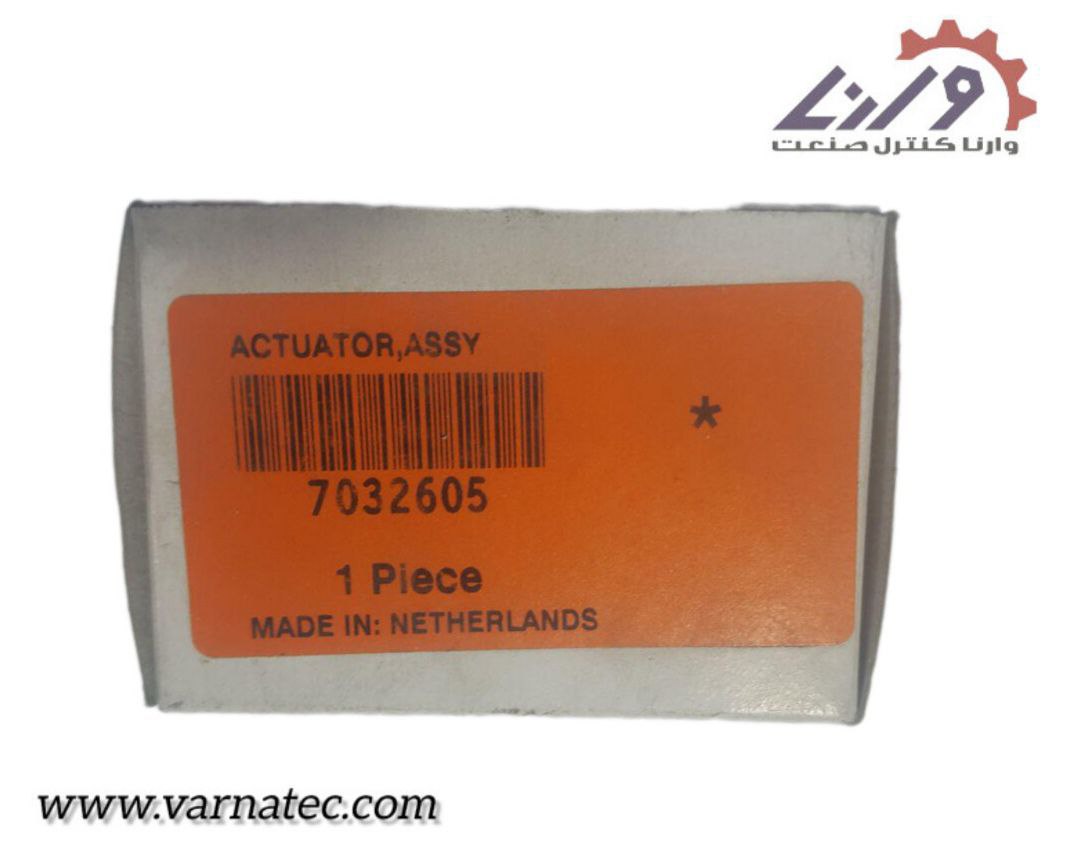 وارنا
وارنا کنترل صنعت
ACTUATOR,ASSY
*
7032605
1 Piece
MADE IN: NETHERLANDS
www.varnatec.com